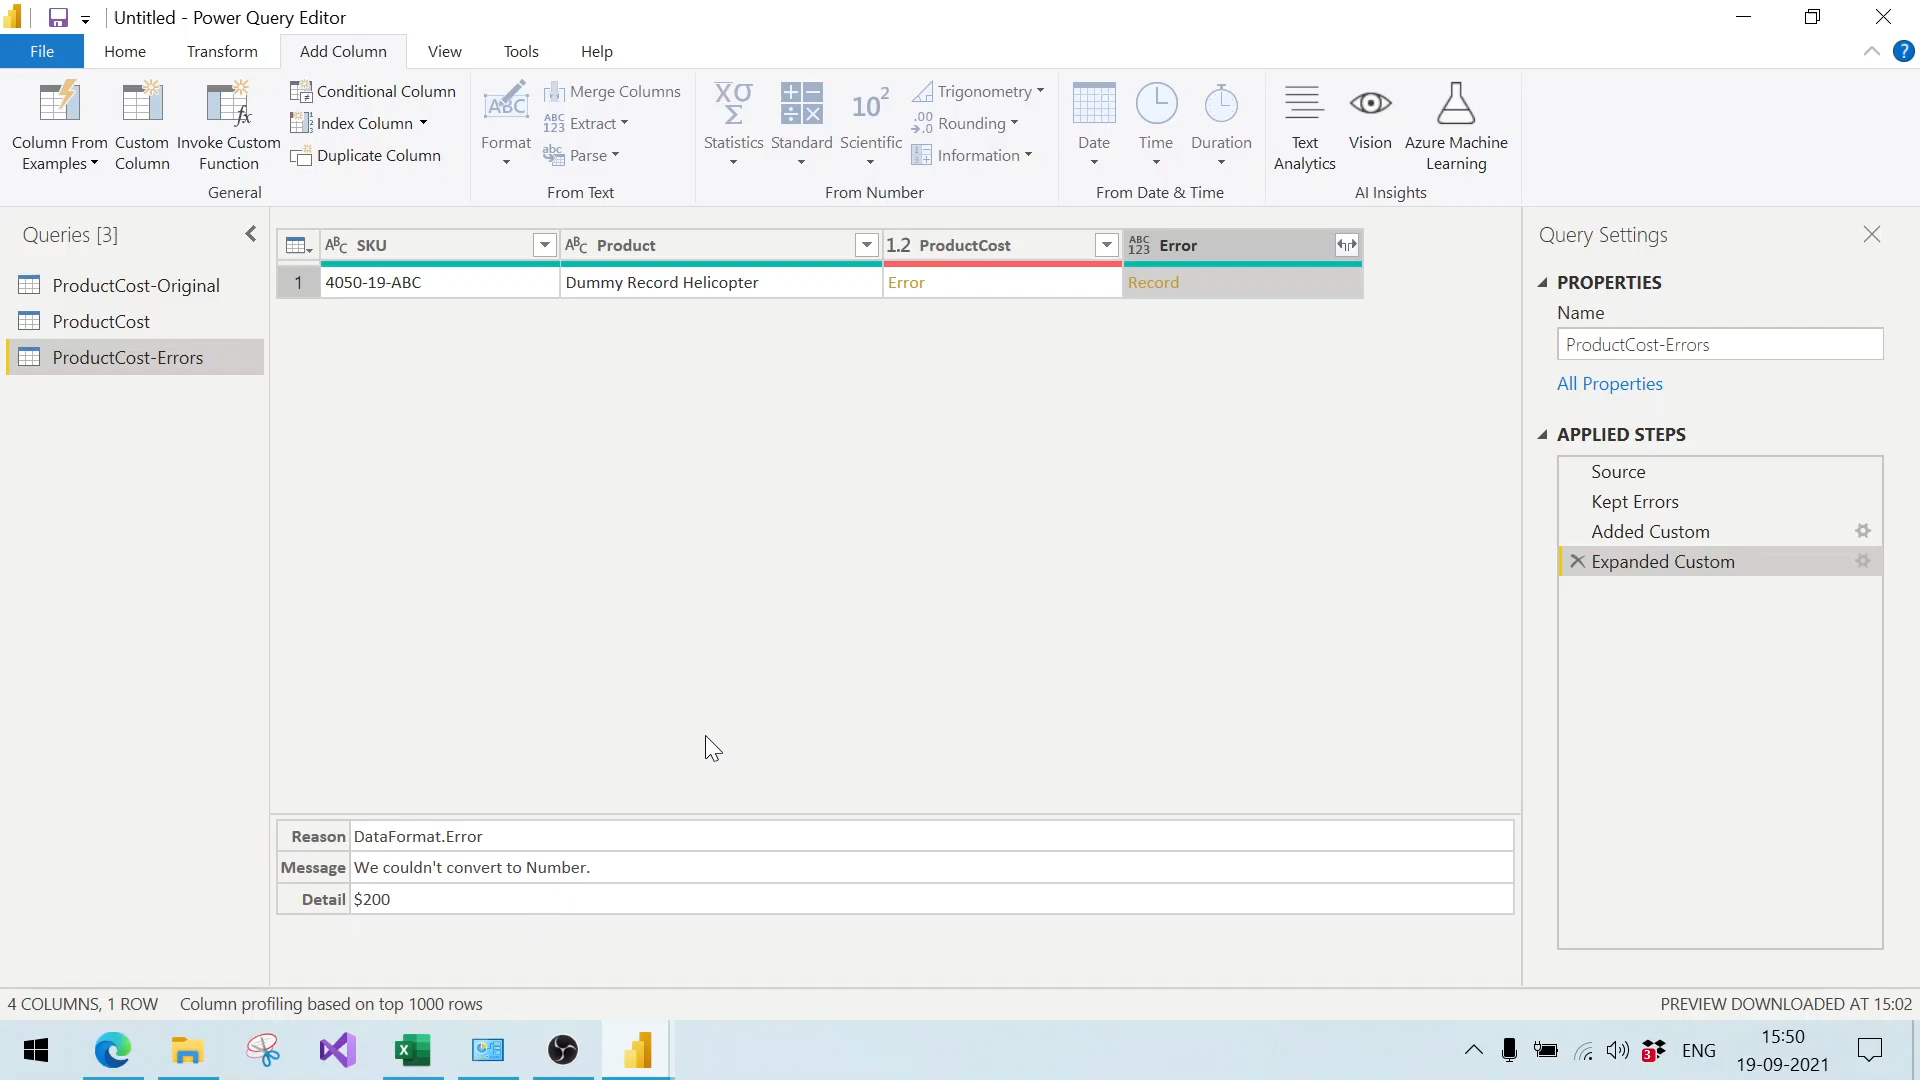 Untitled - Power Query Editor
File Home Transform Add Column View Tools Help
?
Column From Examples
Custom Column
Invoke Custom Function
Conditional Column
Index Column
Duplicate Column
General
Format
Merge Columns
Extract
Parse
From Text
Statistics
Standard
Scientific
Trigonometry
Rounding
Information
From Number
Date
Time
Duration
From Date & Time
Text Analytics
Vision
Azure Machine Learning
AI Insights
Queries [3]
ProductCost-Original
ProductCost
ProductCost-Errors
ABC SKU ABC Product 1.2 ProductCost ABC 123 Error
1 4050-19-ABC Dummy Record Helicopter Error Record
Reason DataFormat.Error
Message We couldn't convert to Number.
Detail $200
Query Settings
PROPERTIES
Name
ProductCost-Errors
All Properties
APPLIED STEPS
Source
Kept Errors
Added Custom
Expanded Custom
4 COLUMNS, 1 ROW Column profiling based on top 1000 rows
PREVIEW DOWNLOADED AT 15:02
3
ENG
15:50
19-09-2021